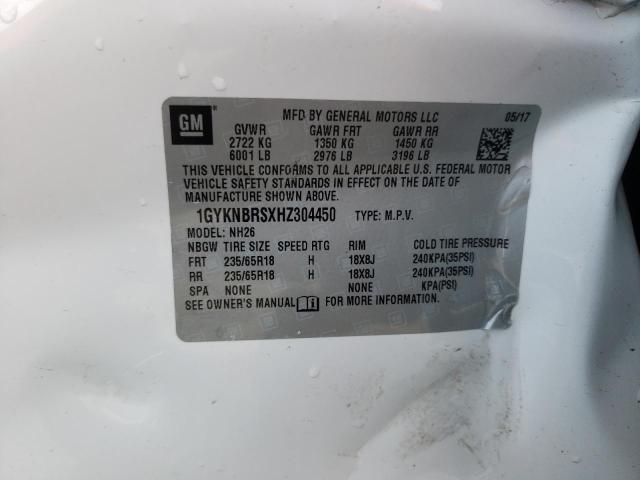 GM
MFD BY GENERAL MOTORS LLC 05/17
GVWR GAWR FRT GAWR RR
2722 KG 1350 KG 1450 KG
6001 LB 2976 LB 3196 LB
THIS VEHICLE CONFORMS TO ALL APPLICABLE U.S. FEDERAL MOTOR
VEHICLE SAFETY STANDARDS IN EFFECT ON THE DATE OF
MANUFACTURE SHOWN ABOVE.
1GYKNBRSXHZ304450 TYPE: M.P.V.
MODEL: NH26
NBGW TIRE SIZE SPEED RTG RIM COLD TIRE PRESSURE
FRT 235/65R18 H 18X8J 240KPA(35PSI)
RR 235/65R18 H 18X8J 240KPA(35PSI)
SPA NONE NONE KPA(PSI)
SEE OWNER'S MANUAL FOR MORE INFORMATION.